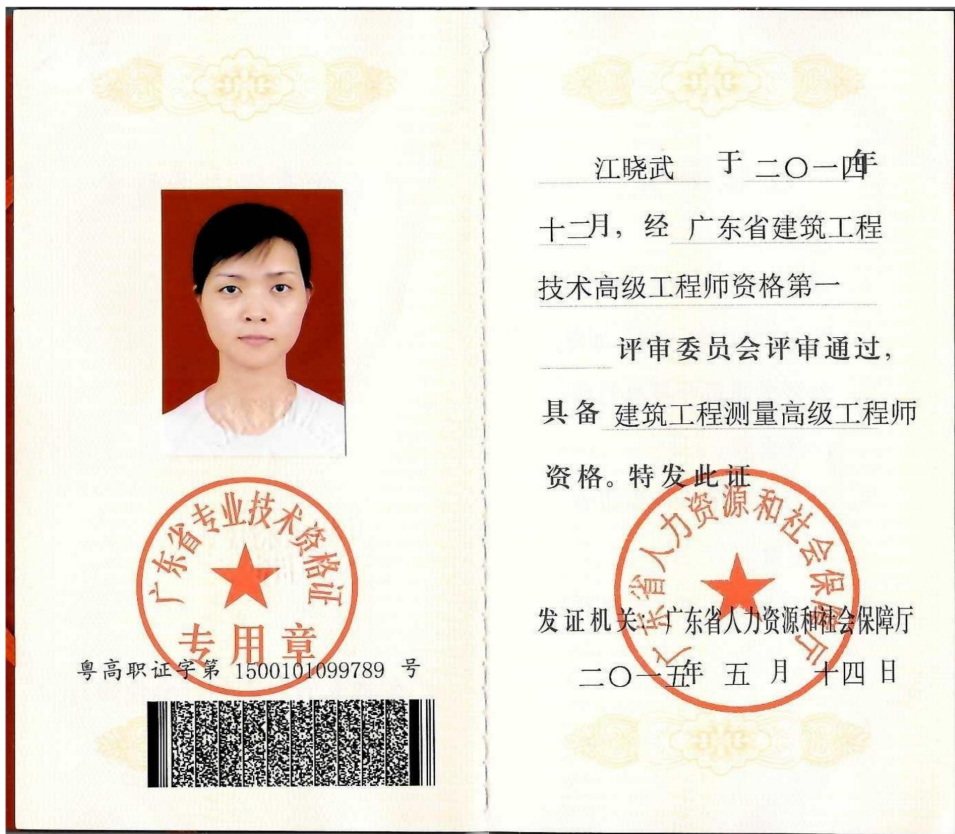 广东省专业技术资格证
专用章
粤高职证字第 1500101099789 号
江晓武 于 二〇一四年
十二月，经 广东省建筑工程
技术高级工程师资格第一
评审委员会评审通过，
具备 建筑工程测量高级工程师
资格。特发此证
广东省人力资源和社会保障厅
发证机关：广东省人力资源和社会保障厅
二〇一五年 五 月 十四 日